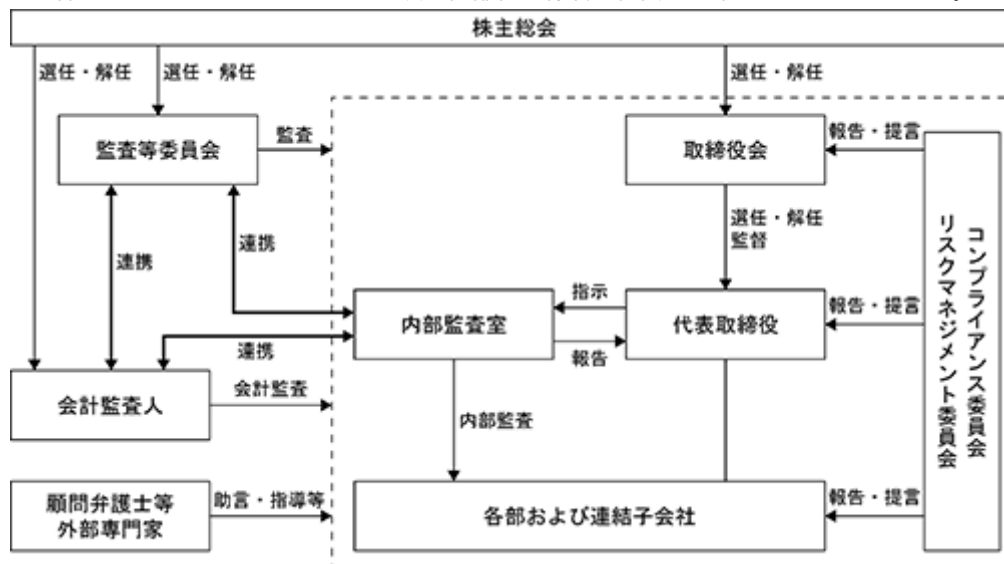 株主総会
選任・解任
選任・解任
選任・解任
監査等委員会
監査
取締役会
報告・提言
コンプライアンス委員会
リスクマネジメント委員会
選任・解任
監督
連携
連携
指示
内部監査室
代表取締役
報告・提言
報告
連携
会計監査人
会計監査
内部監査
顧問弁護士等
外部専門家
助言・指導等
各部および連結子会社
報告・提言